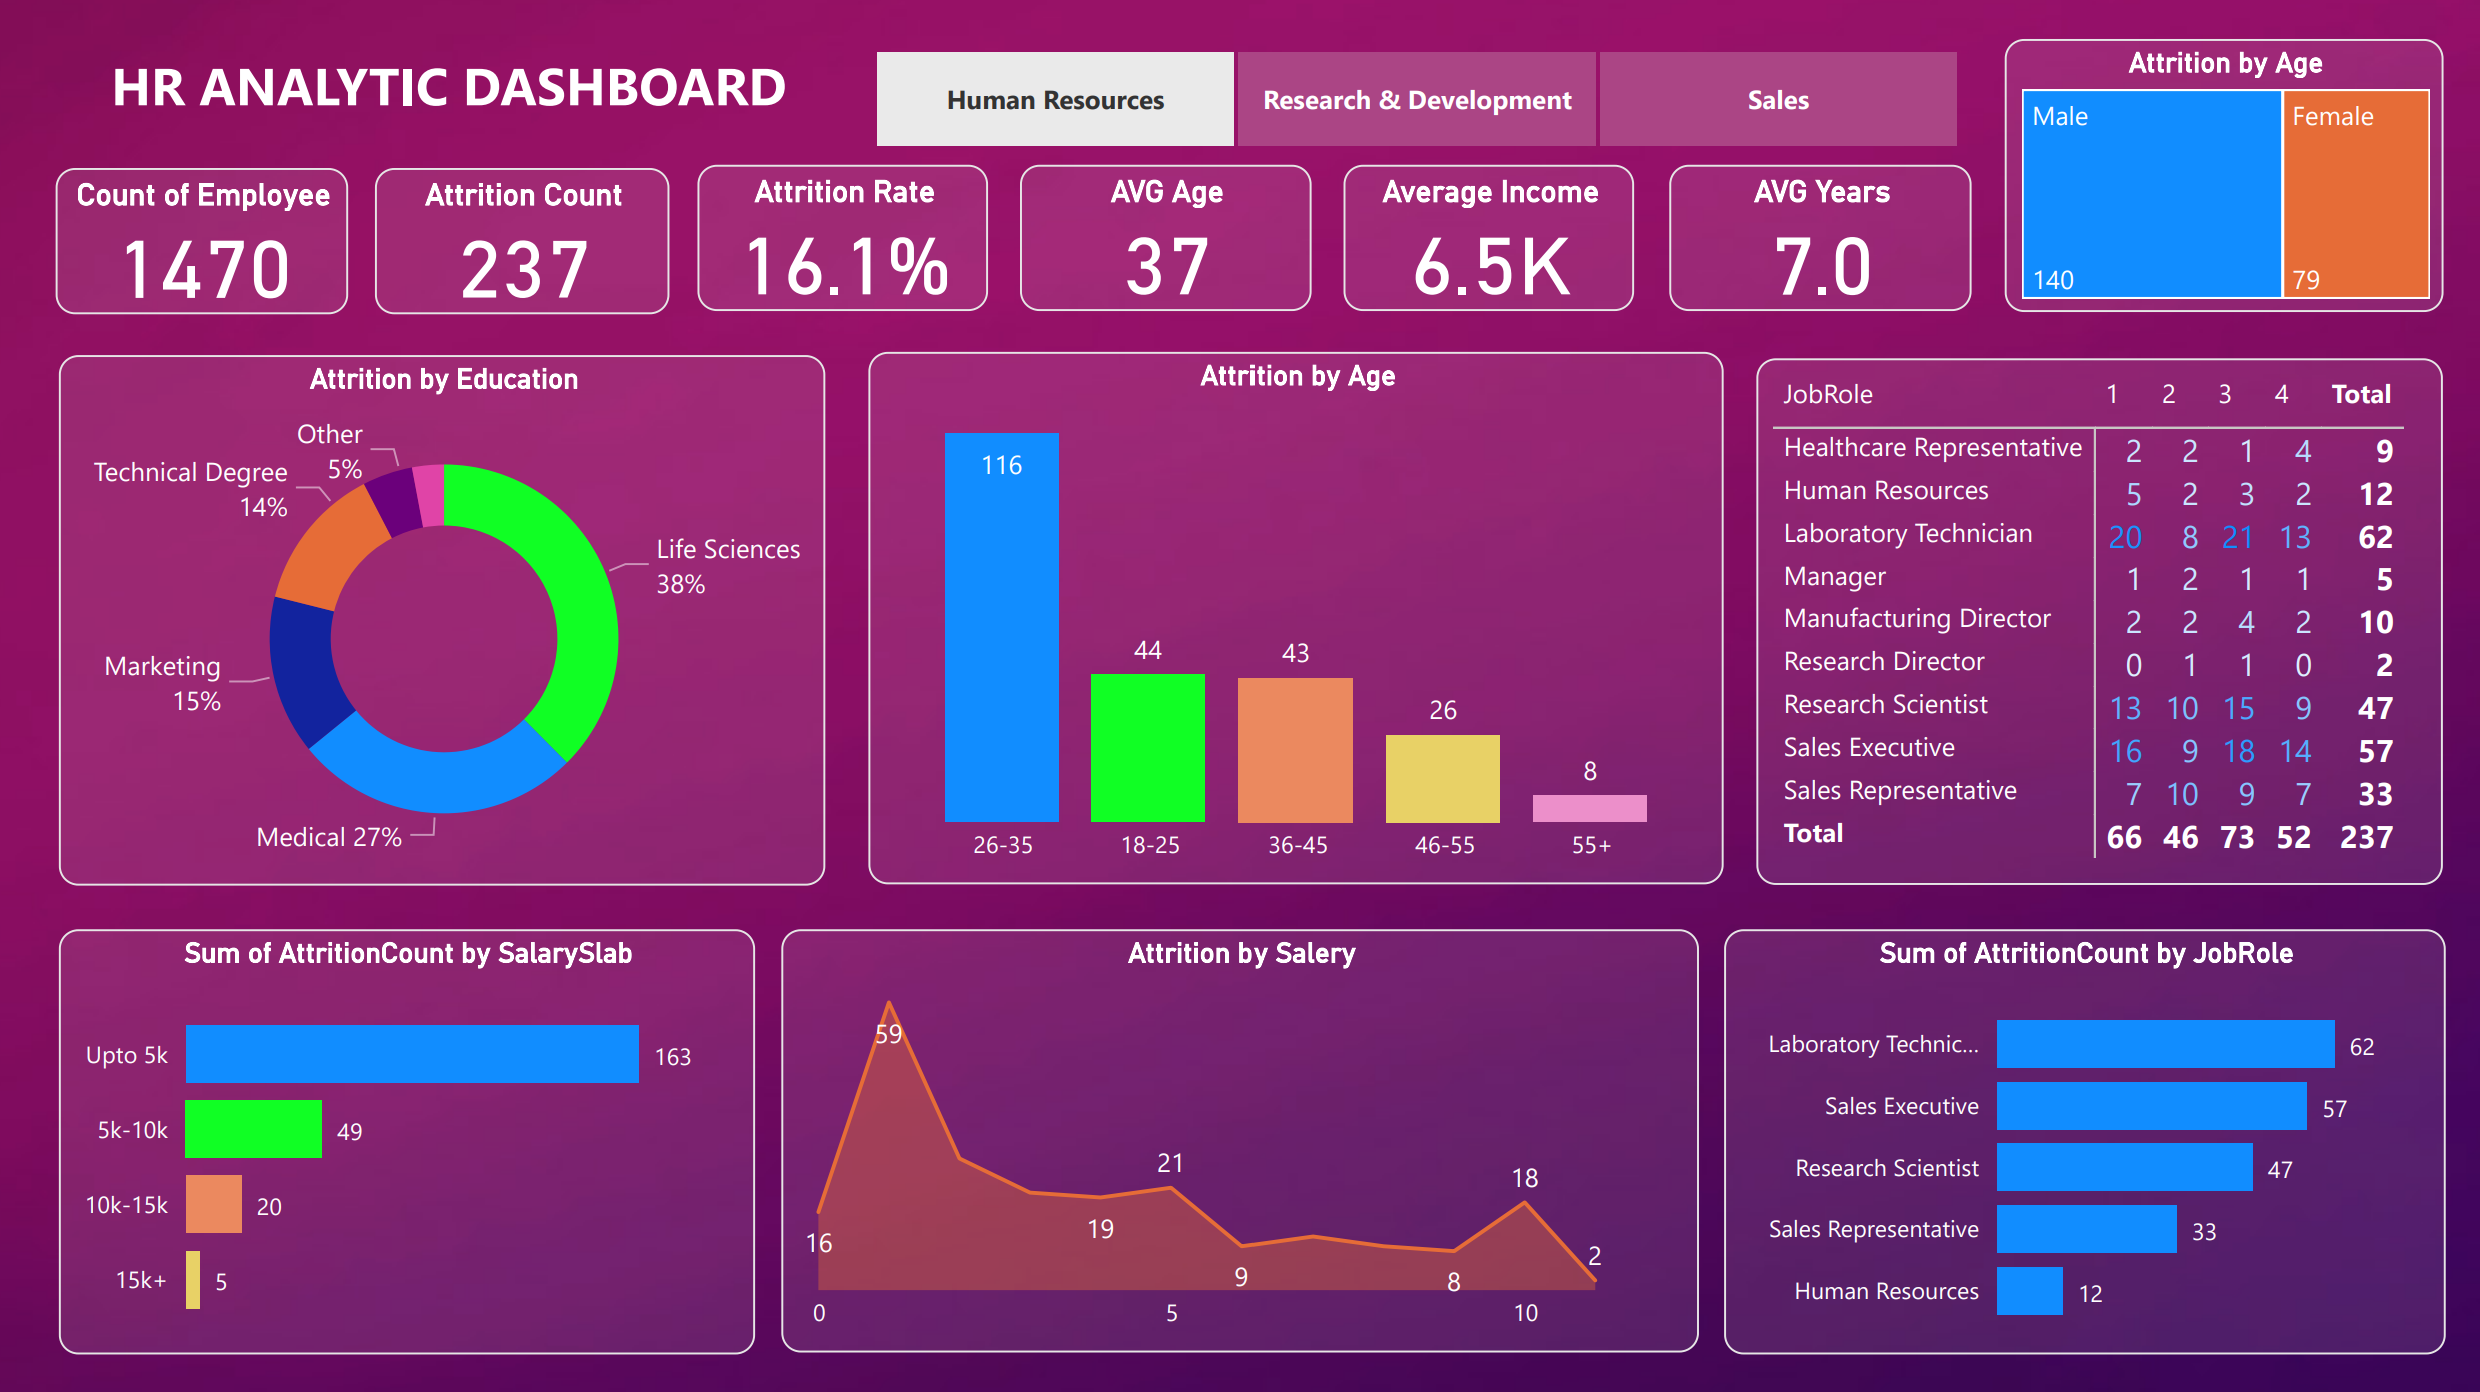 HR ANALYTIC DASHBOARD
Human Resources
Research & Development
Sales
Attrition by Age
Male
Female
140
79
Count of Employee
1470
Attrition Count
237
Attrition Rate
16.1%
AVG Age
37
Average Income
6.5K
AVG Years
7.0
Attrition by Education
Other
5%
Technical Degree
14%
Life Sciences
38%
Marketing
15%
Medical 27%
Attrition by Age
116
44
43
26
8
26-35
18-25
36-45
46-55
55+
JobRole 1 2 3 4 Total
Healthcare Representative 2 2 1 4 9
Human Resources 5 2 3 2 12
Laboratory Technician 20 8 21 13 62
Manager 1 2 1 1 5
Manufacturing Director 2 2 4 2 10
Research Director 0 1 1 0 2
Research Scientist 13 10 15 9 47
Sales Executive 16 9 18 14 57
Sales Representative 7 10 9 7 33
Total 66 46 73 52 237
Sum of AttritionCount by SalarySlab
Upto 5k 163
5k-10k 49
10k-15k 20
15k+ 5
Attrition by Salery
59
16
19
21
9
8
18
2
0
5
10
Sum of AttritionCount by JobRole
Laboratory Technic... 62
Sales Executive 57
Research Scientist 47
Sales Representative 33
Human Resources 12